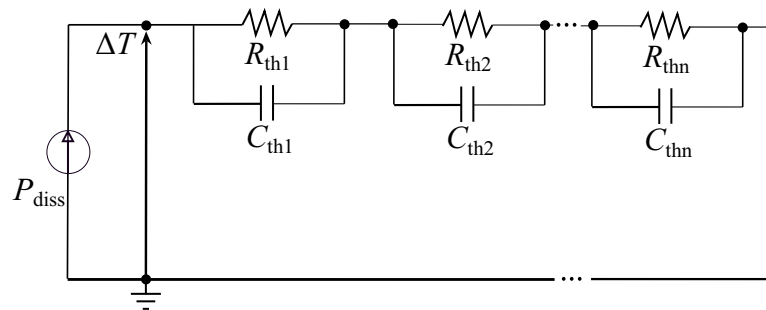 ΔT
R_th1
R_th2
R_thn
C_th1
C_th2
C_thn
P_diss